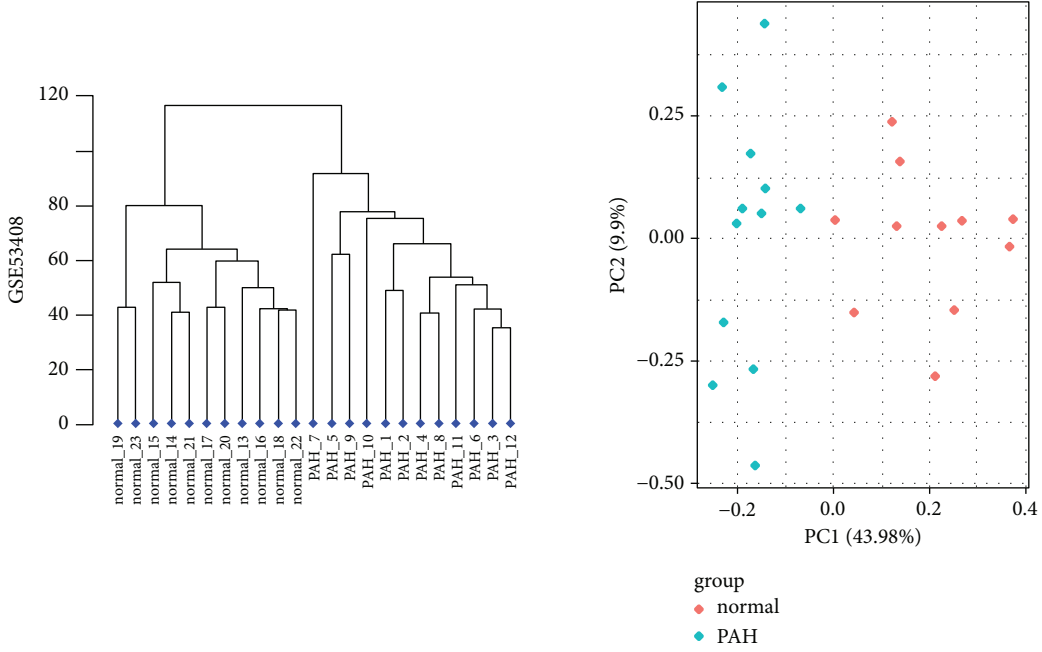 GSE53408
120
80
60
40
20
0
normal_19
normal_23
normal_15
normal_14
normal_21
normal_17
normal_20
normal_13
normal_16
normal_18
normal_22
PAH_7
PAH_5
PAH_9
PAH_10
PAH_1
PAH_2
PAH_4
PAH_8
PAH_11
PAH_6
PAH_3
PAH_12
PC2 (9.9%)
0.25
0.00
−0.25
−0.50
−0.2
0.0
0.2
0.4
PC1 (43.98%)
group
normal
PAH